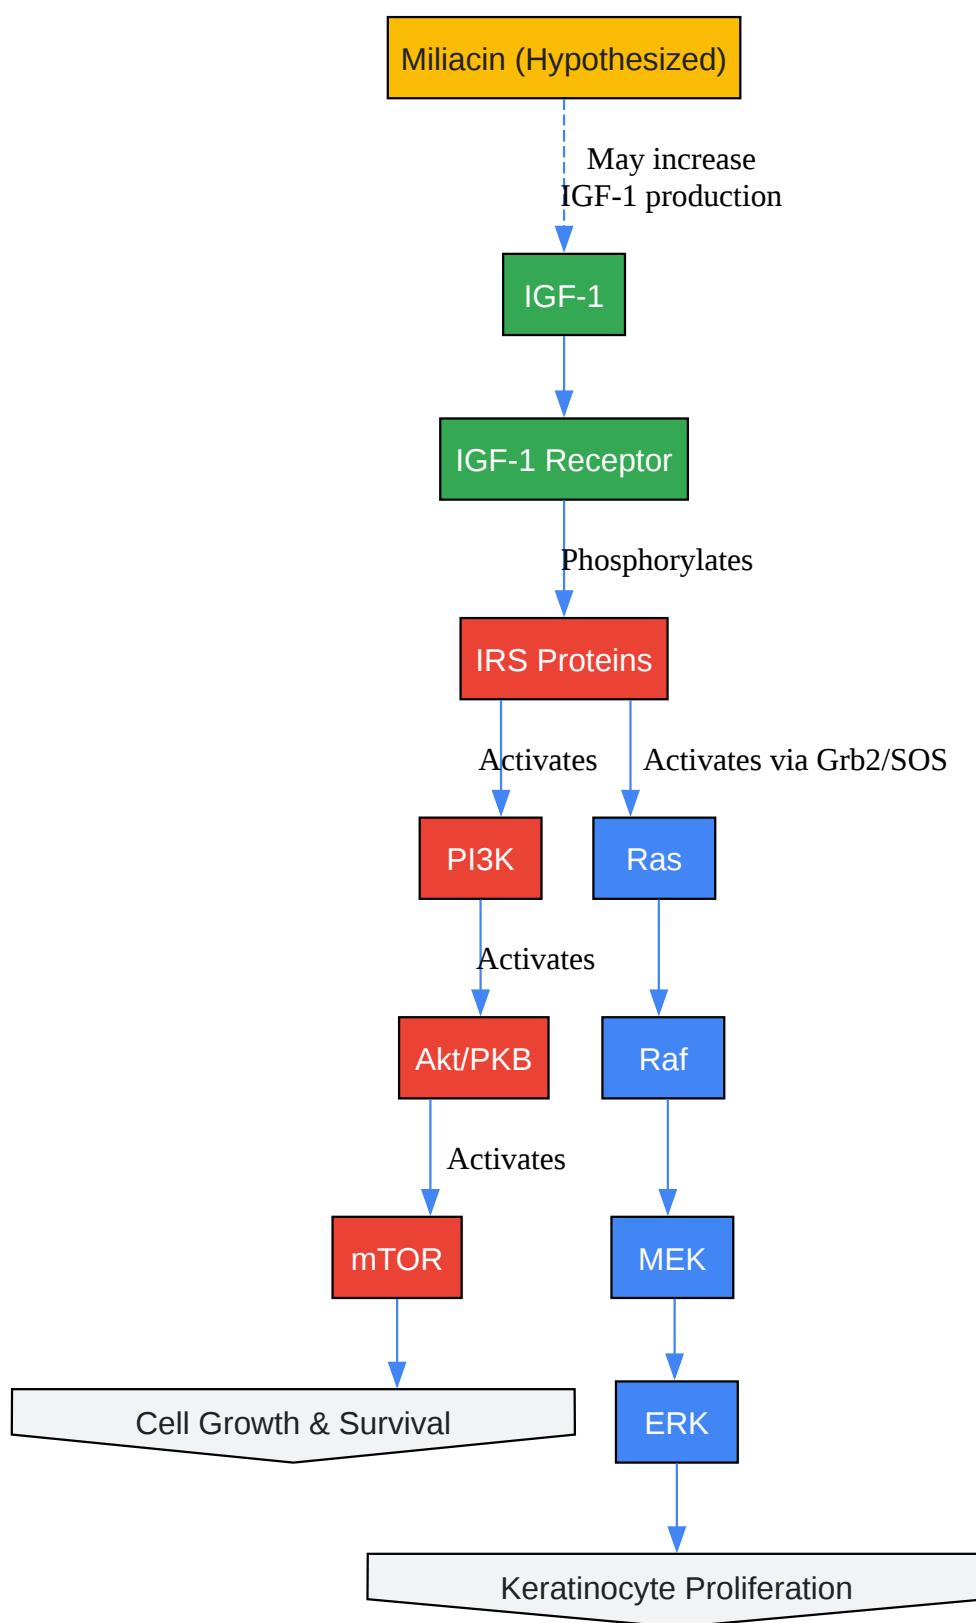 Miliacin (Hypothesized)
May increase
IGF-1 production
IGF-1
IGF-1 Receptor
Phosphorylates
IRS Proteins
Activates
Activates via Grb2/SOS
PI3K
Ras
Activates
Akt/PKB
Raf
Activates
mTOR
MEK
Cell Growth & Survival
ERK
Keratinocyte Proliferation